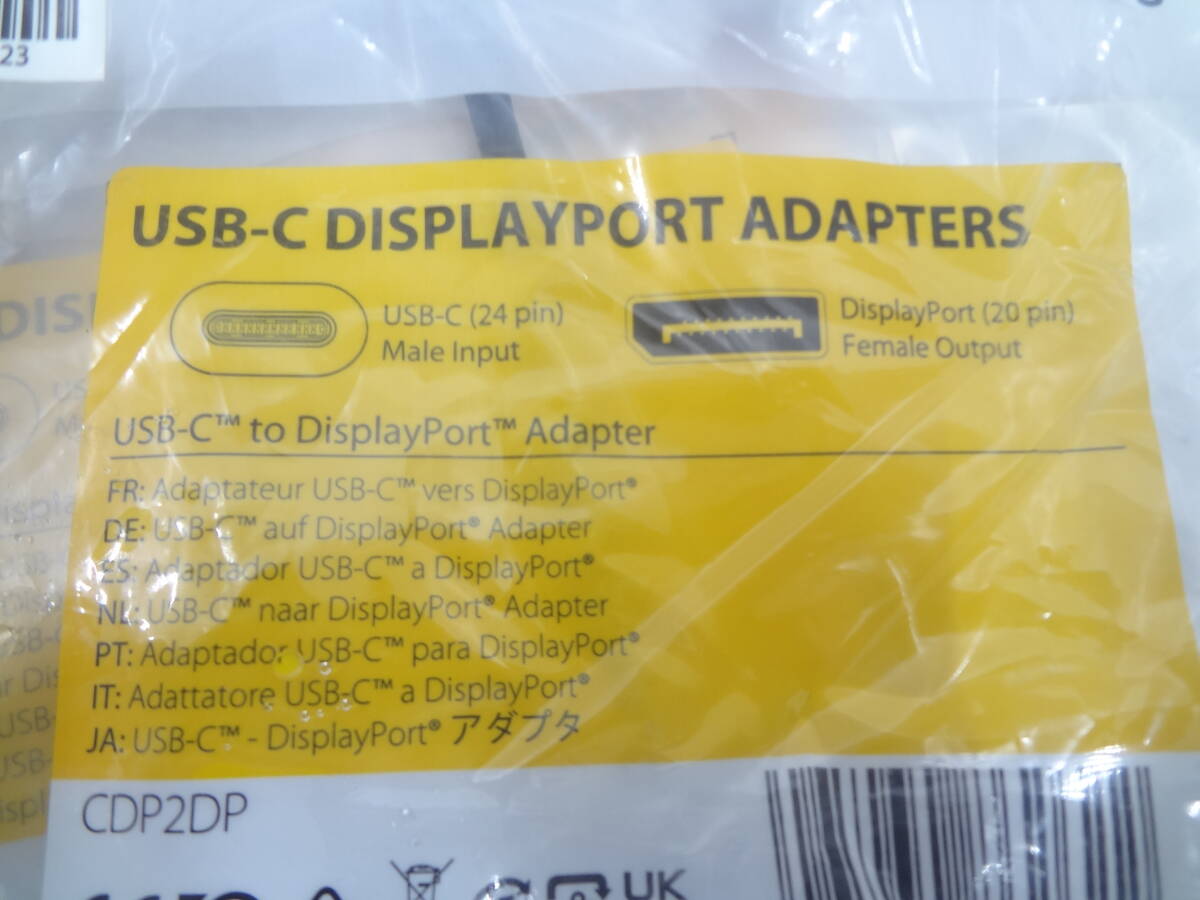 23
USB-C DISPLAYPORT ADAPTERS
USB-C (24 pin)
Male Input
DisplayPort (20 pin)
Female Output
USB-C™ to DisplayPort™ Adapter
FR: Adaptateur USB-C™ vers DisplayPort®
DE: USB-C™ auf DisplayPort® Adapter
ES: Adaptador USB-C™ a DisplayPort®
NL: USB-C™ naar DisplayPort® Adapter
PT: Adaptador USB-C™ para DisplayPort®
IT: Adattatore USB-C™ a DisplayPort®
JA: USB-C™ - DisplayPort® アダプタ
CDP2DP
UK